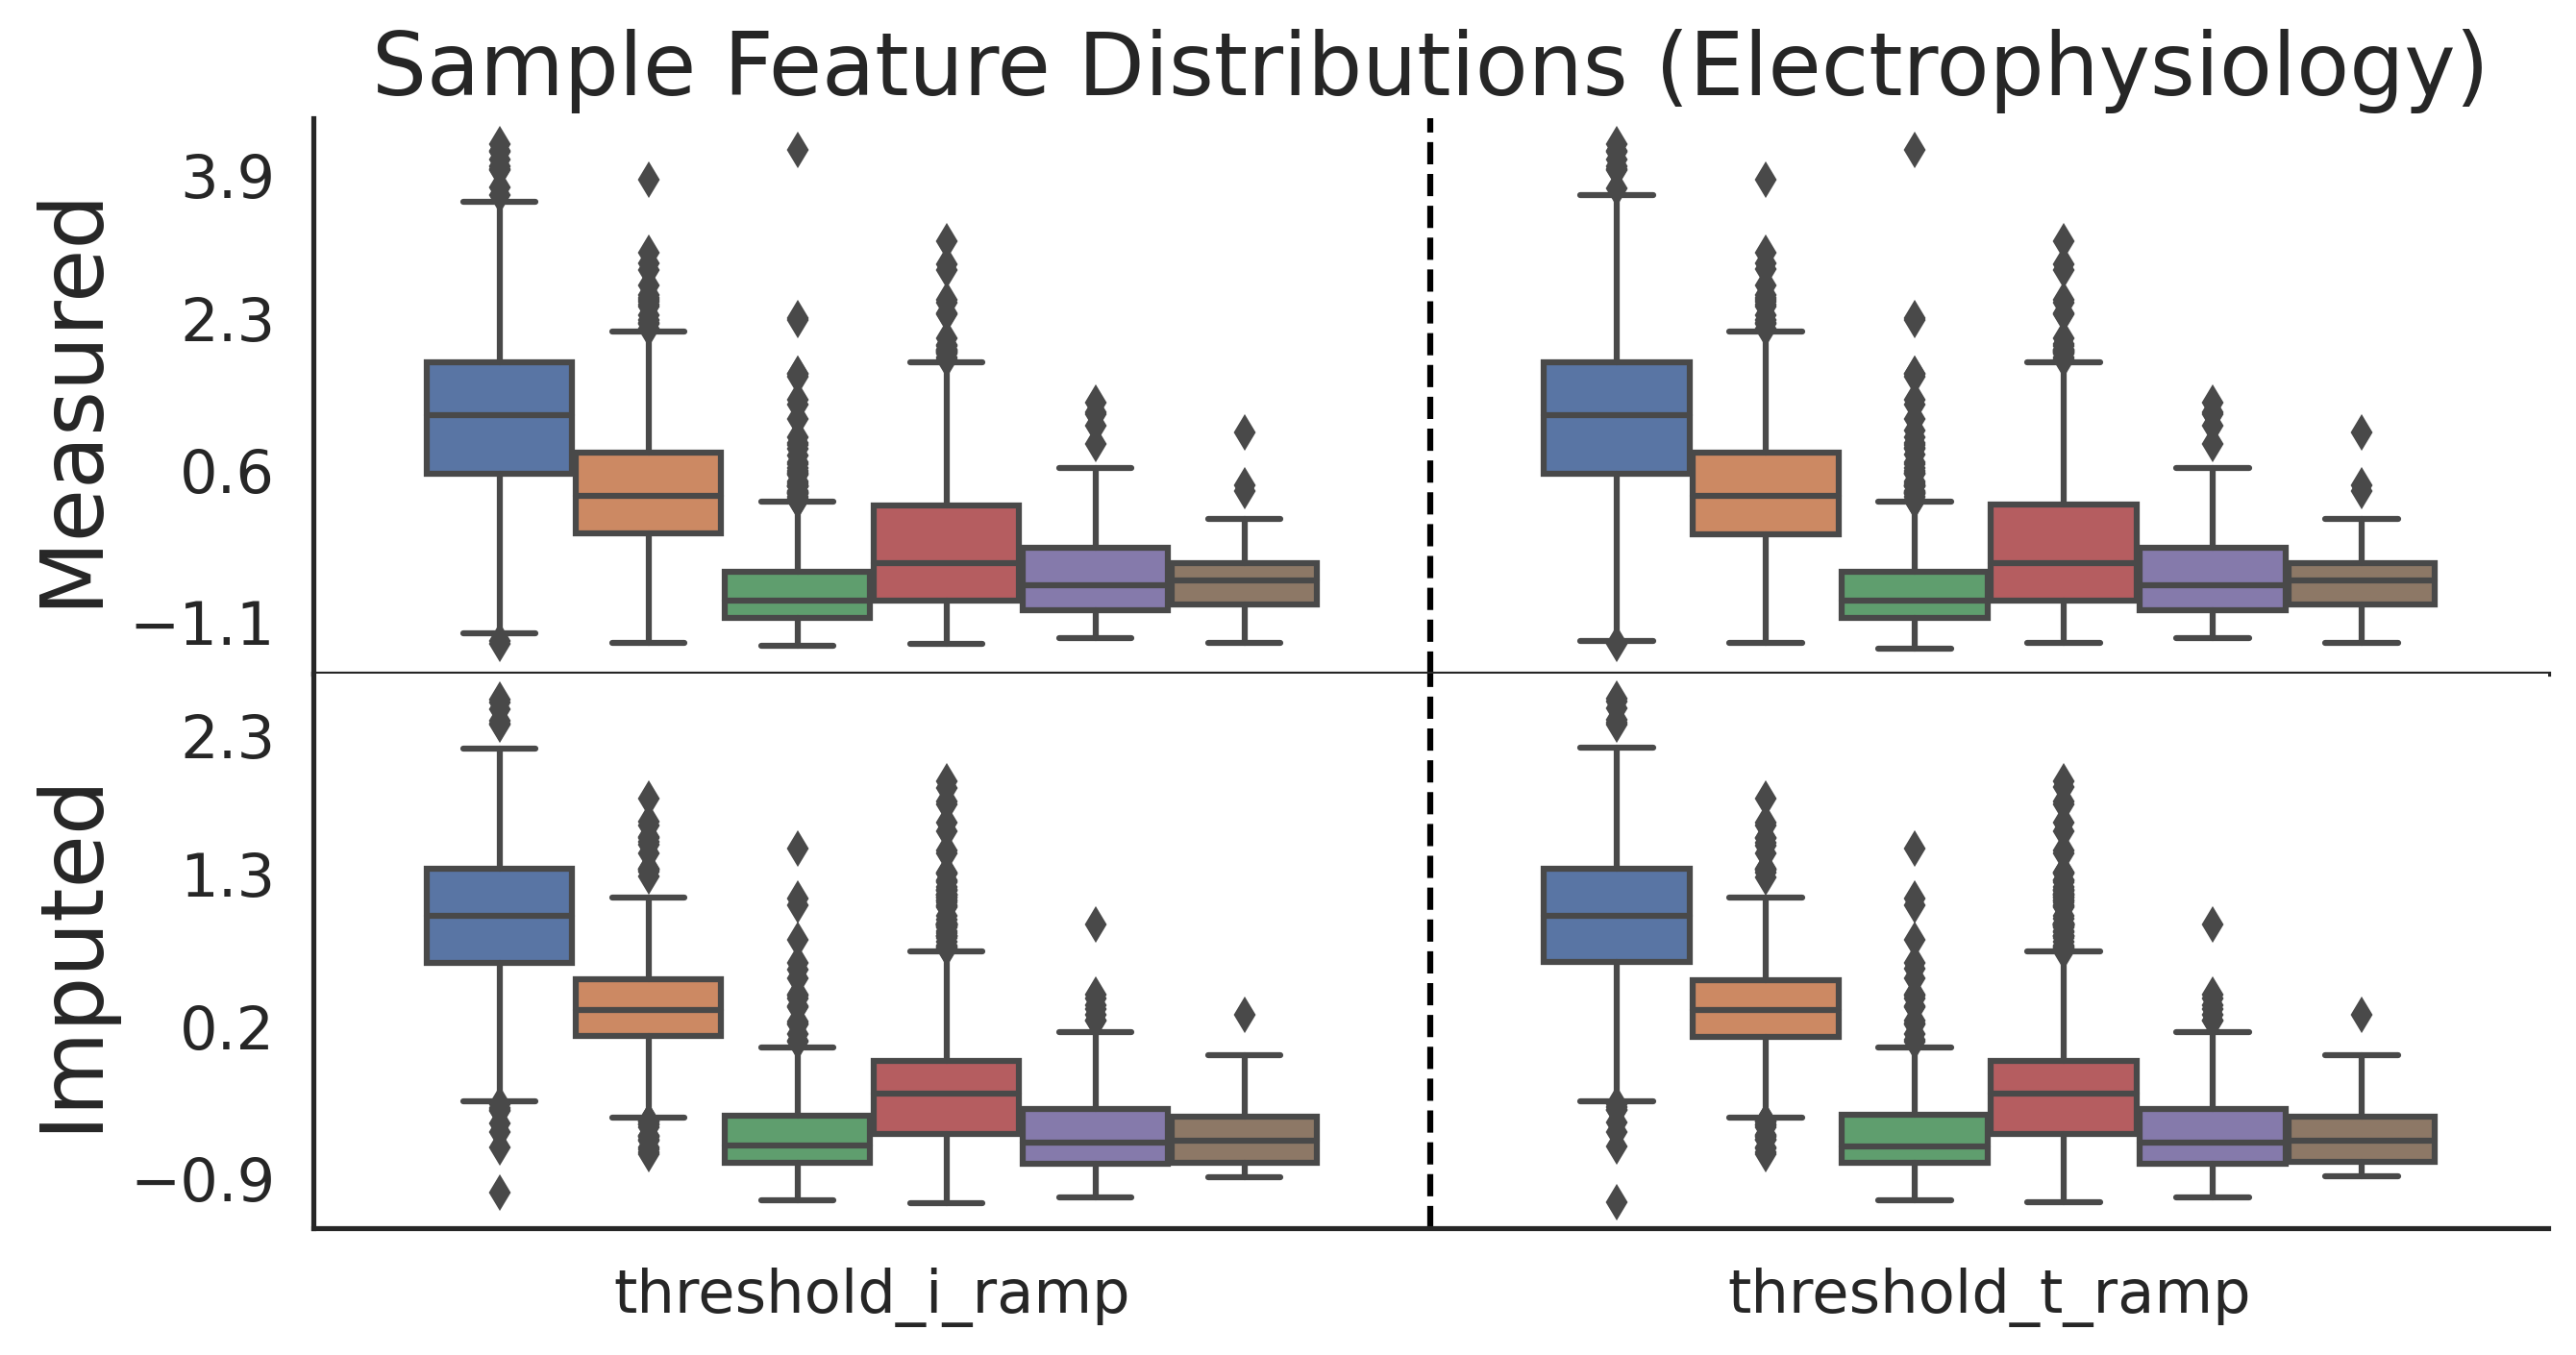 Sample Feature Distributions (Electrophysiology)
Measured
3.9
2.3
0.6
−1.1
Imputed
2.3
1.3
0.2
−0.9
threshold_i_ramp
threshold_t_ramp